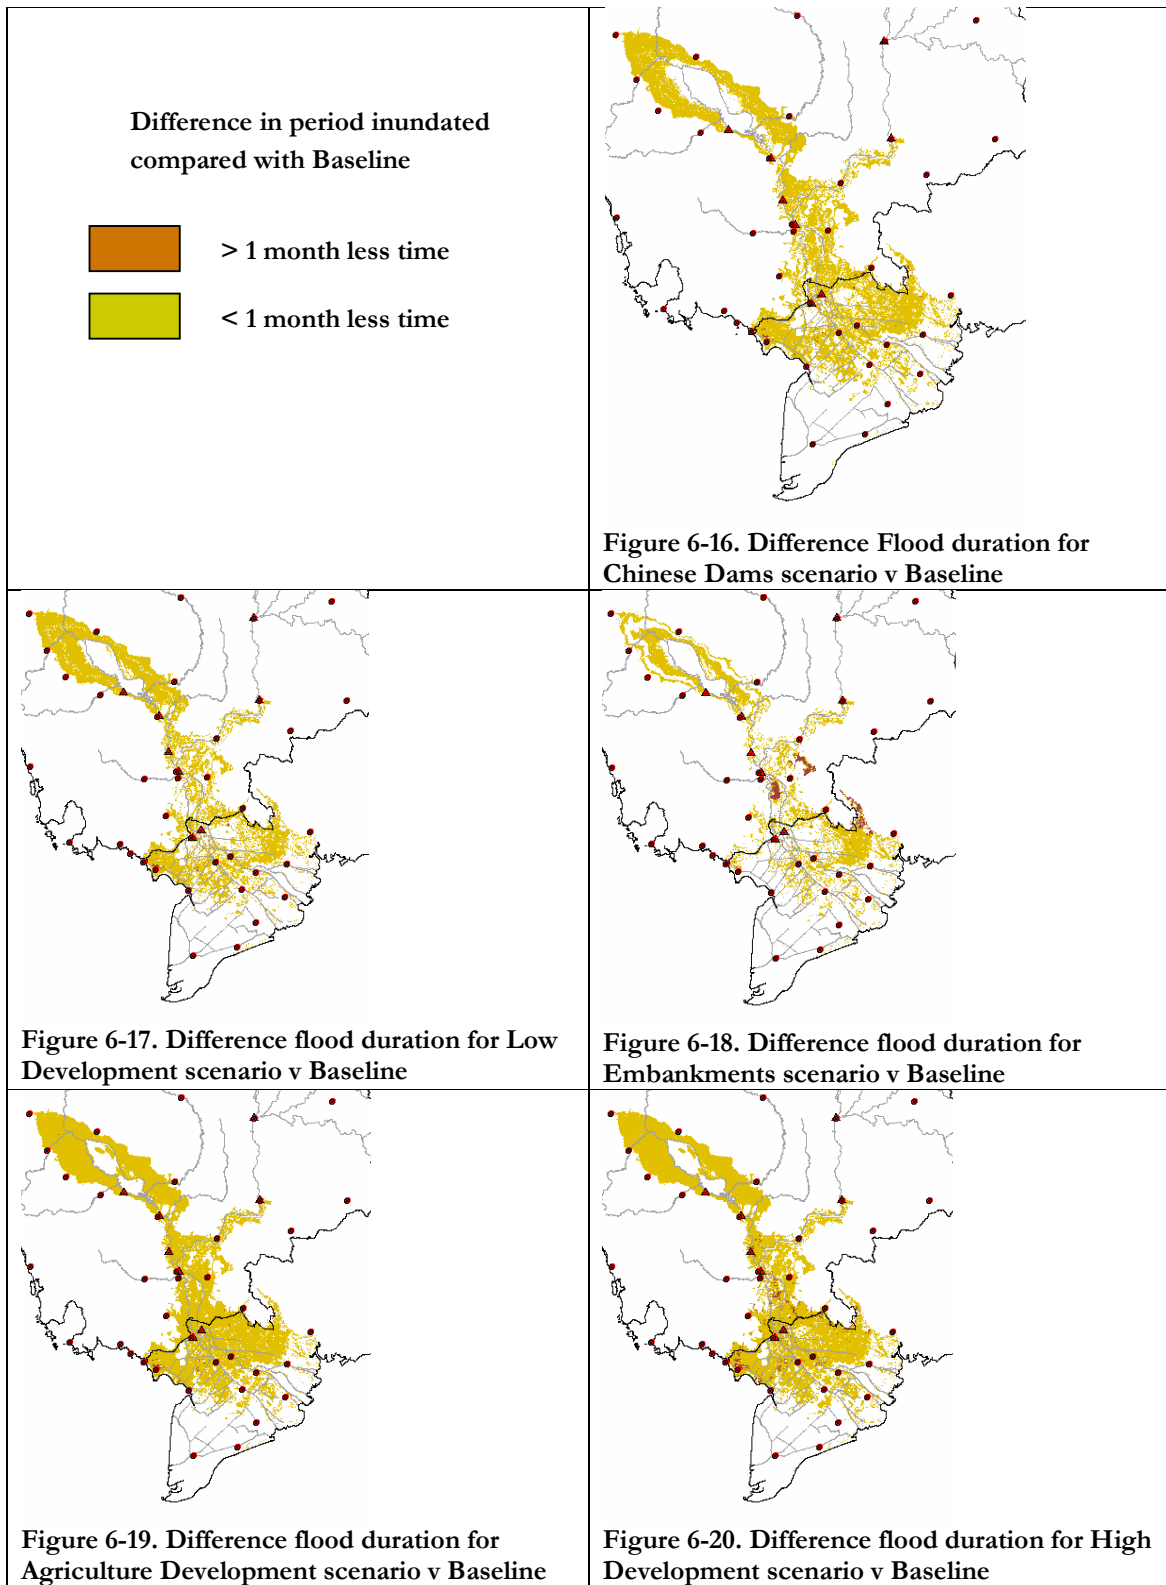 Difference in period inundated
compared with Baseline
> 1 month less time
< 1 month less time
Figure 6-16. Difference Flood duration for
Chinese Dams scenario v Baseline
Figure 6-17. Difference flood duration for Low
Development scenario v Baseline
Figure 6-18. Difference flood duration for
Embankments scenario v Baseline
Figure 6-19. Difference flood duration for
Agriculture Development scenario v Baseline
Figure 6-20. Difference flood duration for High
Development scenario v Baseline